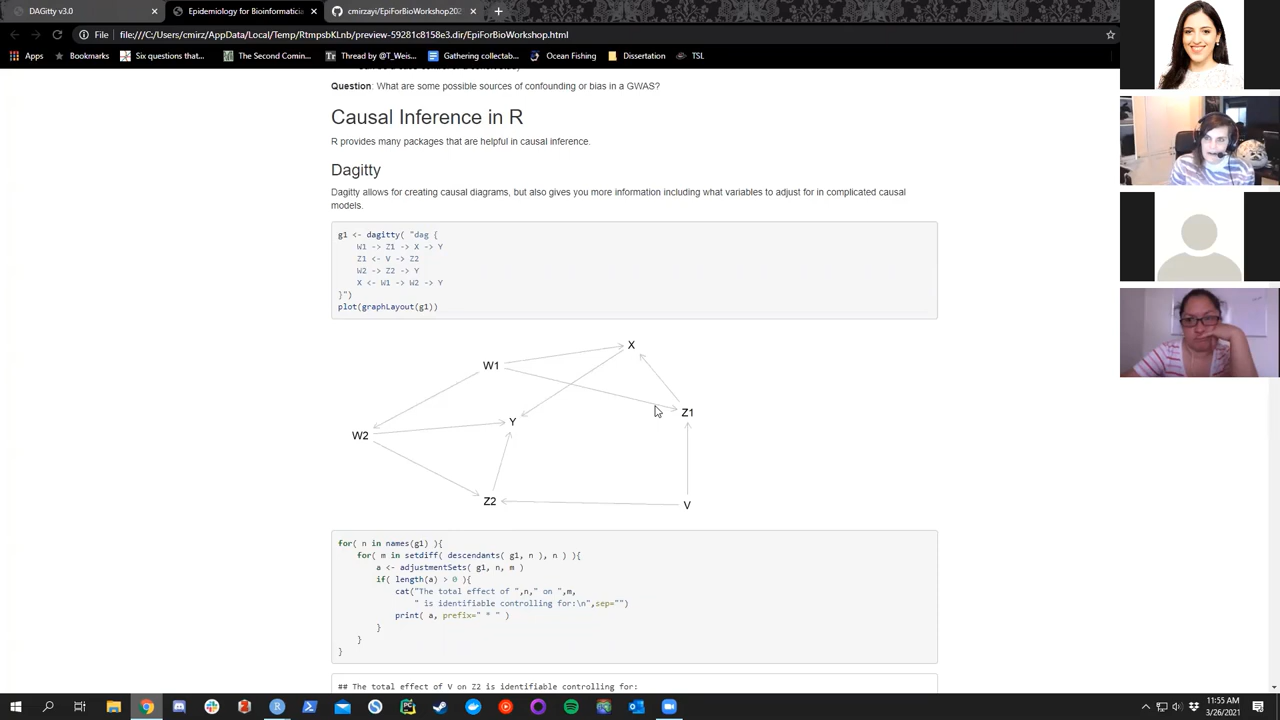 DAGitty v3.0
Epidemiology for Bioinformatics
cmirzay/EpiForBioWorkshop202
File
file:///C:/Users/cmirz/AppData/Local/Temp/RtmpsbKLnb/preview-59281c8158e3.dir/EpiForBioWorkshop.html
Apps
Bookmarks
Six questions that...
The Second Comin...
Thread by @T_Weis...
Gathering collectab...
Ocean Fishing
Dissertation
TSL
Question: What are some possible sources of confounding or bias in a GWAS?
Causal Inference in R
R provides many packages that are helpful in causal inference.
Dagitty
Dagitty allows for creating causal diagrams, but also gives you more information including what variables to adjust for in complicated causal
models.
g1 <- dagitty( "dag {
W1 -> Z1 -> X -> Y
Z1 <- V -> Z2
W2 -> Z2 -> Y
X <- W1 -> W2 -> Y
}")
plot(graphLayout(g1))
X
W1
Z1
Y
W2
Z2
V
for( n in names(g1) ){
for( m in setdiff( descendants( g1, n ), n ) ){
a <- adjustmentSets( g1, n, m )
if( length(a) > 0 ){
cat("The total effect of ",n," on ",m,
" is identifiable controlling for:\n",sep="")
print( a, prefix=" * " )
}
}
}
## The total effect of V on Z2 is identifiable controlling for:
11:55 AM
3/26/2021